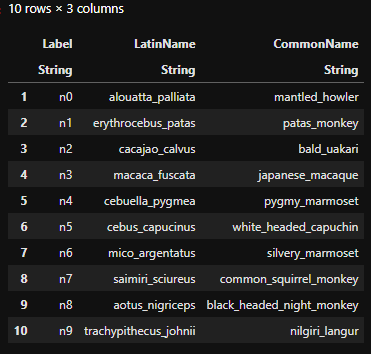 10 rows × 3 columns
Label LatinName CommonName
String String String
1 n0 alouatta_palliata mantled_howler
2 n1 erythrocebus_patas patas_monkey
3 n2 cacajao_calvus bald_uakari
4 n3 macaca_fuscata japanese_macaque
5 n4 cebuella_pygmea pygmy_marmoset
6 n5 cebus_capucinus white_headed_capuchin
7 n6 mico_argentatus silvery_marmoset
8 n7 saimiri_sciureus common_squirrel_monkey
9 n8 aotus_nigriceps black_headed_night_monkey
10 n9 trachypithecus_johnii nilgiri_langur